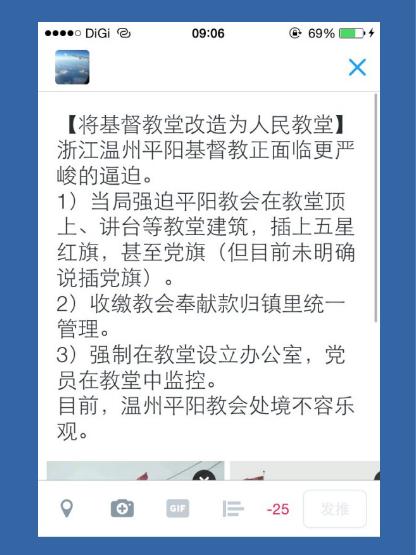 DiGi 09:06 69%
【将基督教堂改造为人民教堂】
浙江温州平阳基督教正面临更严
峻的逼迫。
1）当局强迫平阳教会在教堂顶
上、讲台等教堂建筑，插上五星
红旗，甚至党旗（但目前未明确
说插党旗）。
2）收缴教会奉献款归镇里统一
管理。
3）强制在教堂设立办公室，党
员在教堂中监控。
目前，温州平阳教会处境不容乐
观。
GIF -25 发推